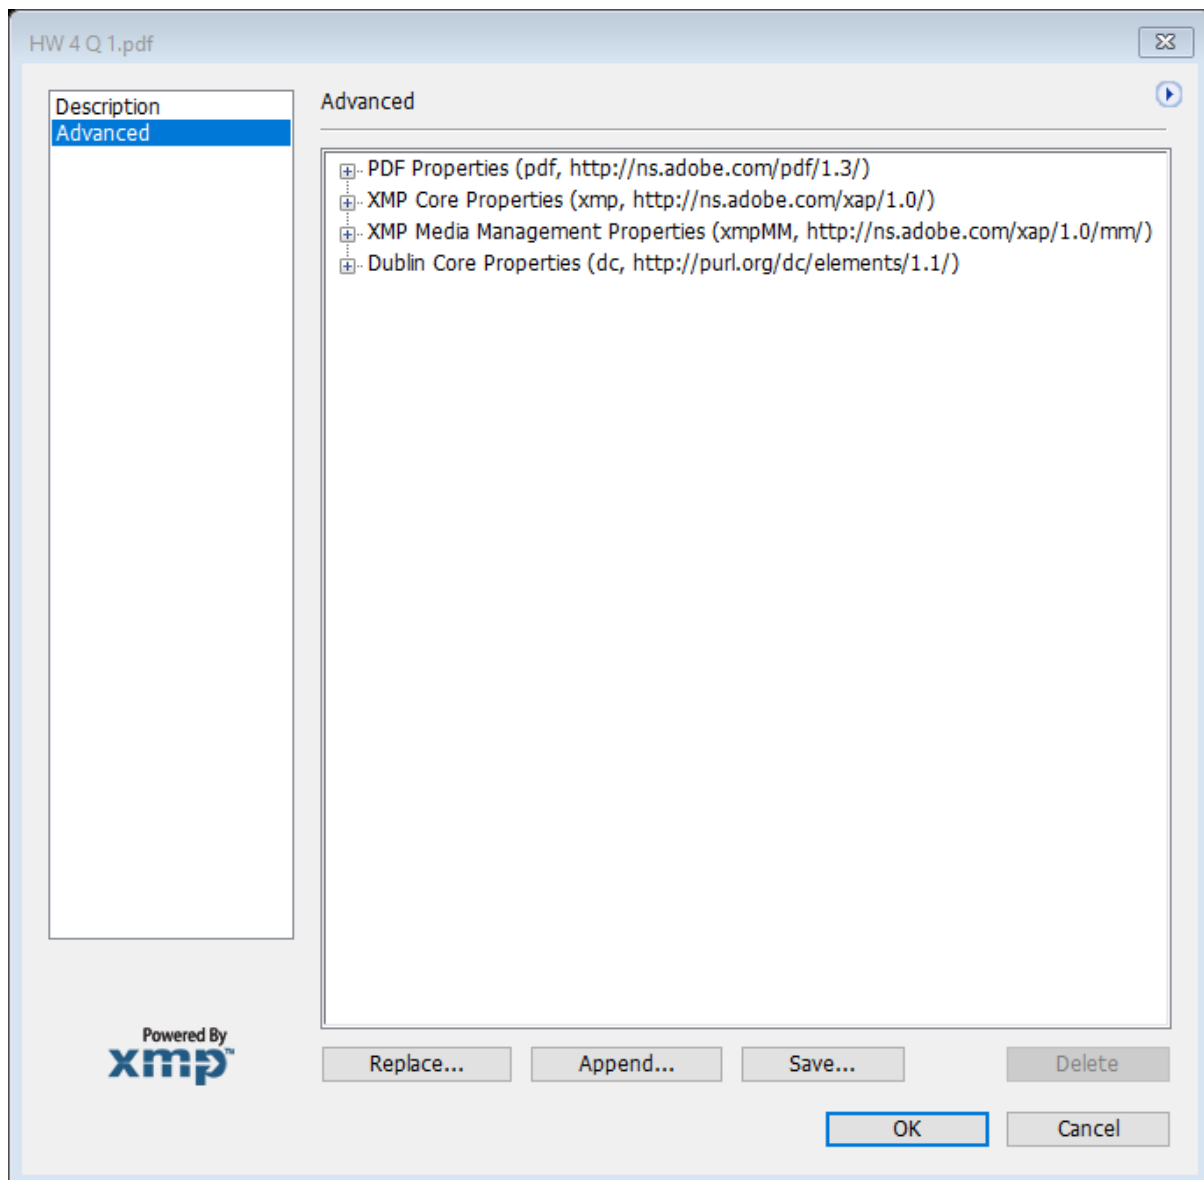 HW 4 Q 1.pdf
Description
Advanced
Advanced
PDF Properties (pdf, http://ns.adobe.com/pdf/1.3/)
XMP Core Properties (xmp, http://ns.adobe.com/xap/1.0/)
XMP Media Management Properties (xmpMM, http://ns.adobe.com/xap/1.0/mm/)
Dublin Core Properties (dc, http://purl.org/dc/elements/1.1/)
Powered By
xmp™
Replace...
Append...
Save...
Delete
OK
Cancel